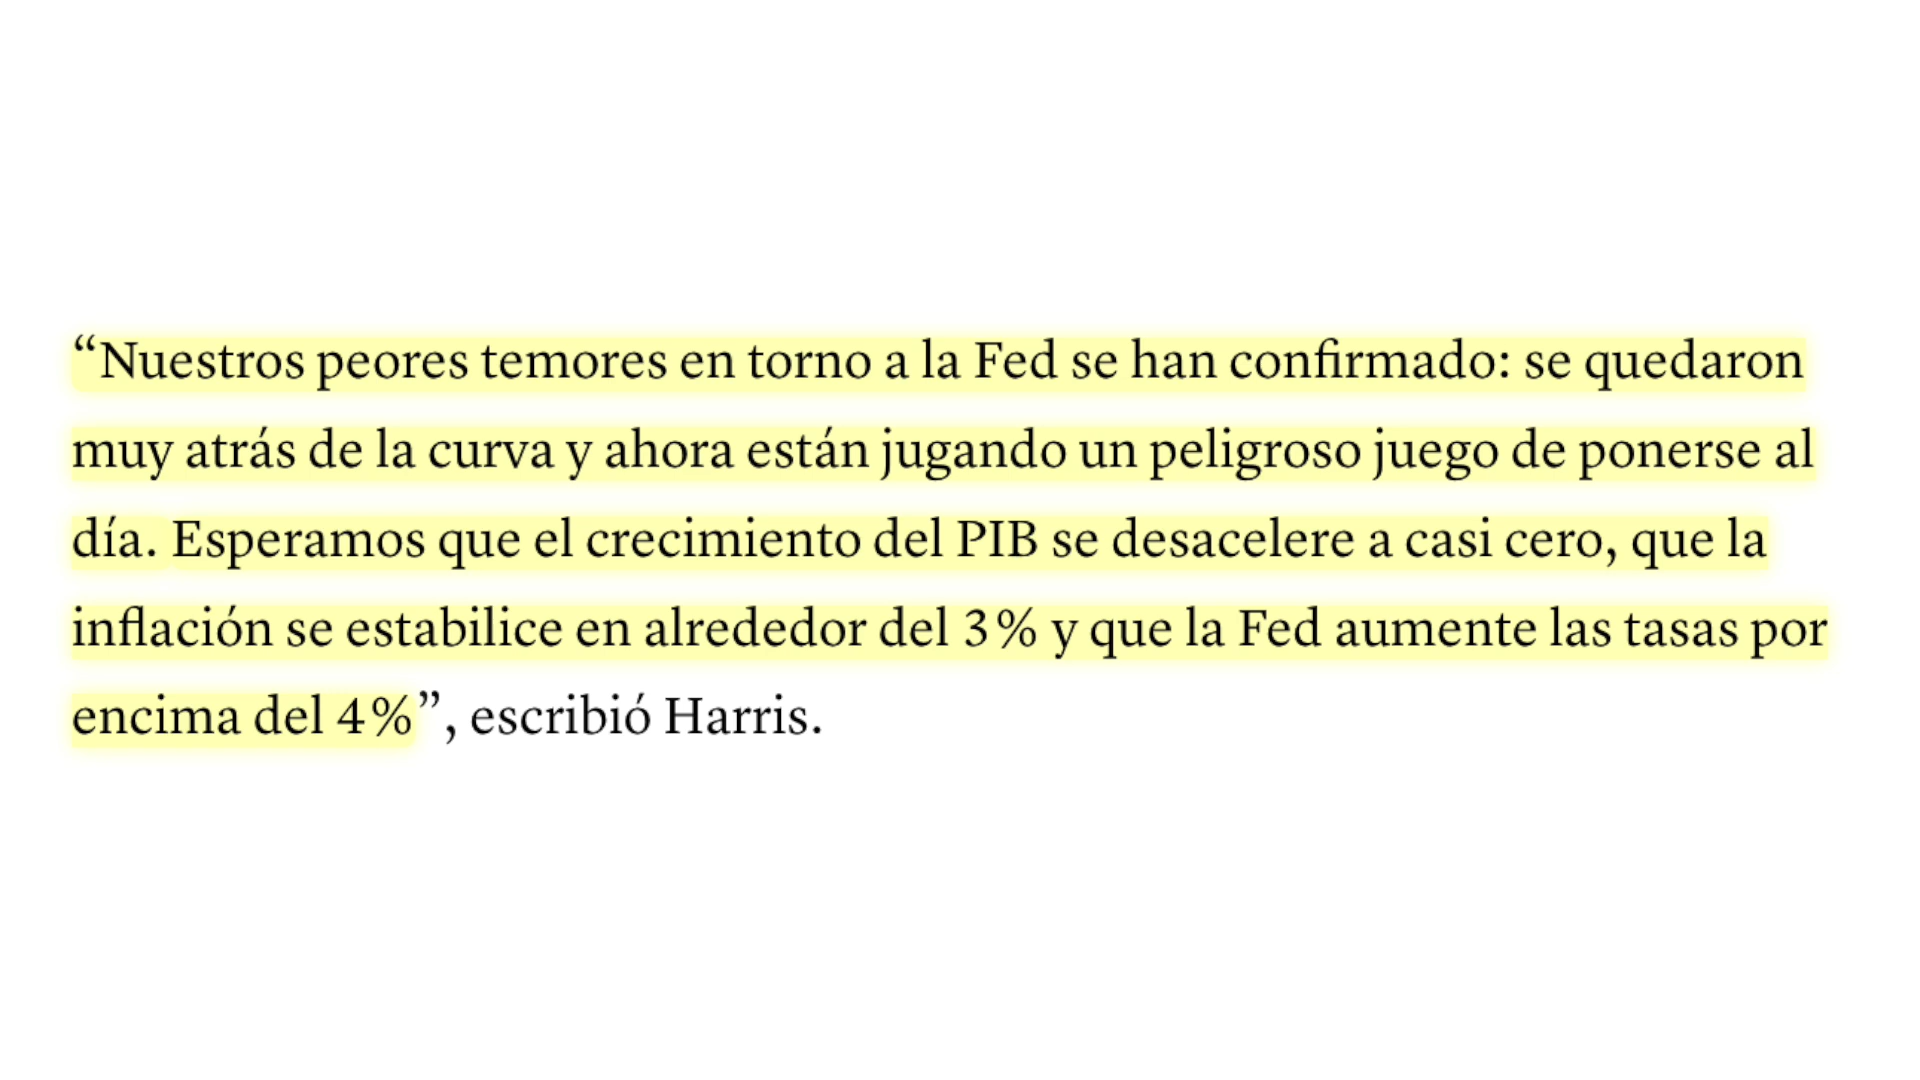 “Nuestros peores temores en torno a la Fed se han confirmado: se quedaron
muy atrás de la curva y ahora están jugando un peligroso juego de ponerse al
día. Esperamos que el crecimiento del PIB se desacelere a casi cero, que la
inflación se estabilice en alrededor del 3 % y que la Fed aumente las tasas por
encima del 4 %”, escribió Harris.